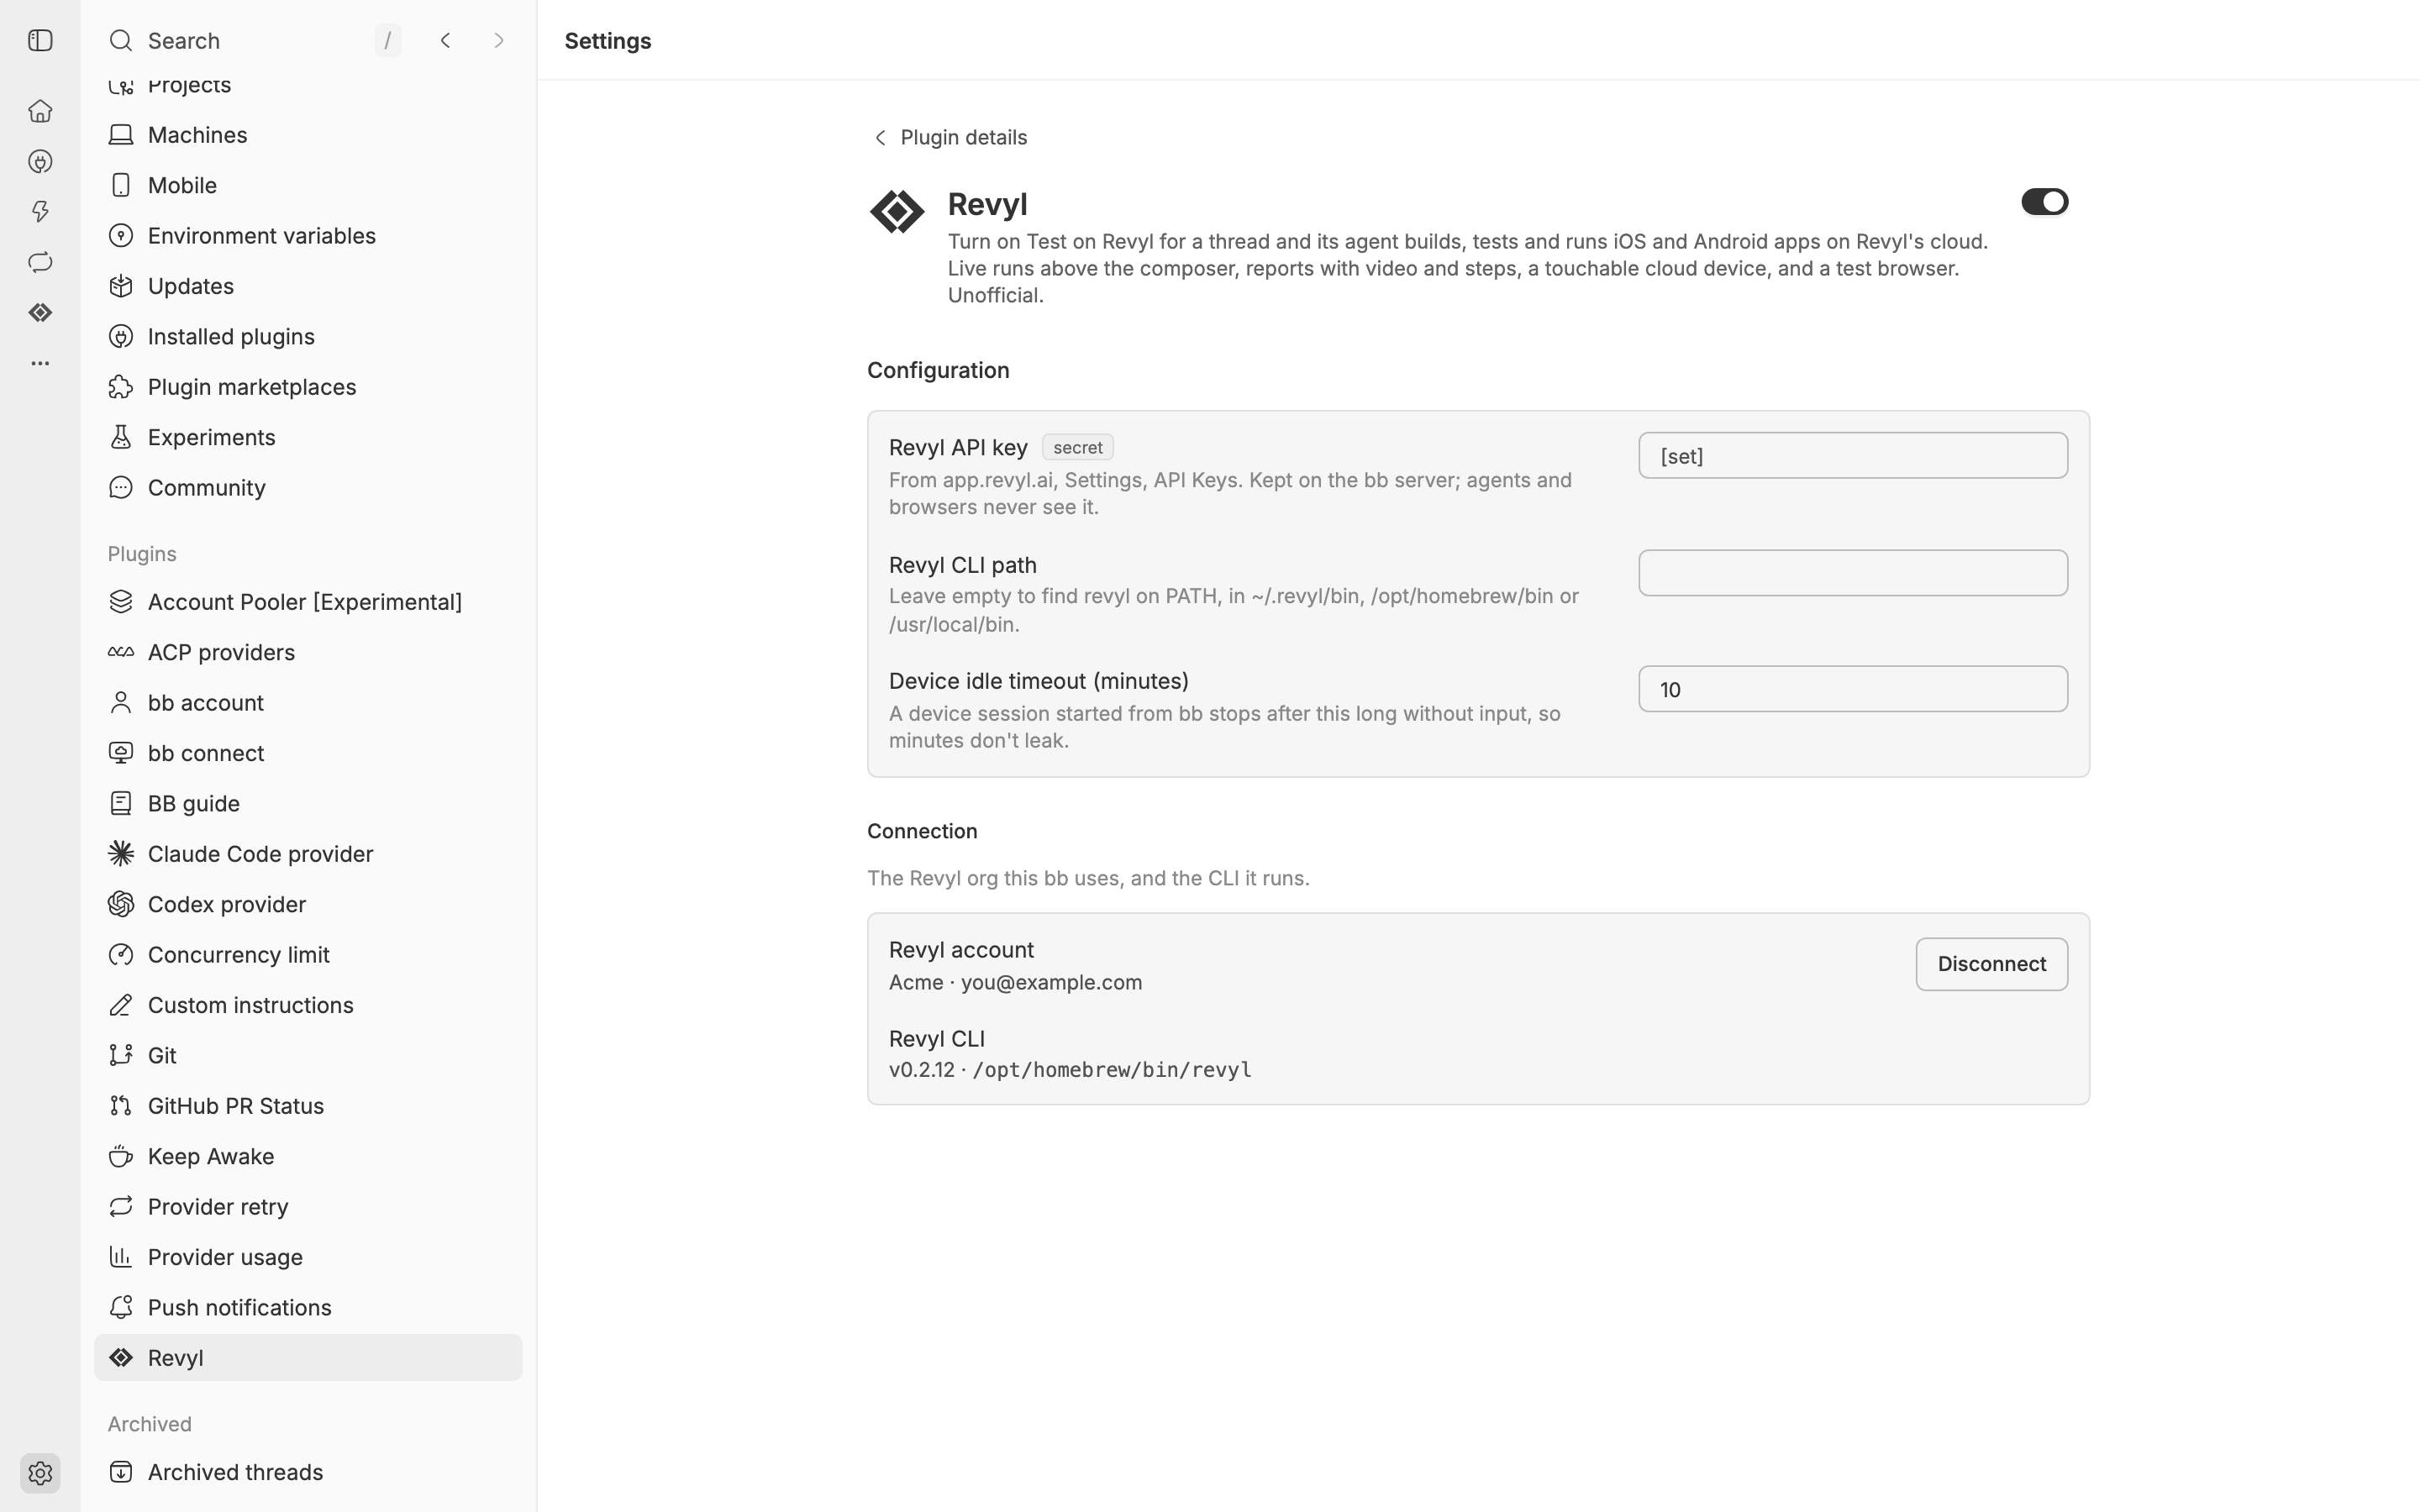 Search
/
Projects
Machines
Mobile
Environment variables
Updates
Installed plugins
Plugin marketplaces
Experiments
Community
Plugins
Account Pooler [Experimental]
ACP providers
bb account
bb connect
BB guide
Claude Code provider
Codex provider
Concurrency limit
Custom instructions
Git
GitHub PR Status
Keep Awake
Provider retry
Provider usage
Push notifications
Revyl
Archived
Archived threads
Settings
Plugin details
Revyl
Turn on Test on Revyl for a thread and its agent builds, tests and runs iOS and Android apps on Revyl's cloud.
Live runs above the composer, reports with video and steps, a touchable cloud device, and a test browser.
Unofficial.
Configuration
Revyl API key secret
[set]
From app.revyl.ai, Settings, API Keys. Kept on the bb server; agents and
browsers never see it.
Revyl CLI path
Leave empty to find revyl on PATH, in ~/.revyl/bin, /opt/homebrew/bin or
/usr/local/bin.
Device idle timeout (minutes)
10
A device session started from bb stops after this long without input, so
minutes don't leak.
Connection
The Revyl org this bb uses, and the CLI it runs.
Revyl account
Acme · you@example.com
Disconnect
Revyl CLI
v0.2.12 · /opt/homebrew/bin/revyl